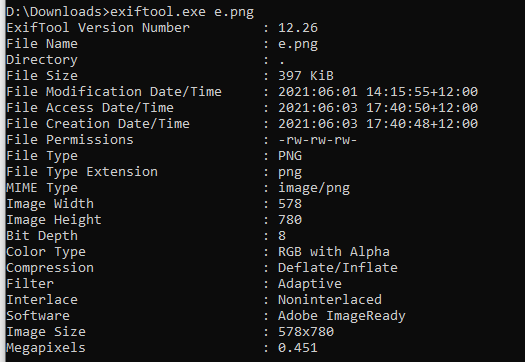 D:\Downloads>exiftool.exe e.png
ExifTool Version Number         : 12.26
File Name                       : e.png
Directory                       : .
File Size                       : 397 KiB
File Modification Date/Time     : 2021:06:01 14:15:55+12:00
File Access Date/Time           : 2021:06:03 17:40:50+12:00
File Creation Date/Time         : 2021:06:03 17:40:48+12:00
File Permissions                : -rw-rw-rw-
File Type                       : PNG
File Type Extension             : png
MIME Type                       : image/png
Image Width                     : 578
Image Height                    : 780
Bit Depth                       : 8
Color Type                      : RGB with Alpha
Compression                     : Deflate/Inflate
Filter                          : Adaptive
Interlace                       : Noninterlaced
Software                        : Adobe ImageReady
Image Size                      : 578x780
Megapixels                      : 0.451